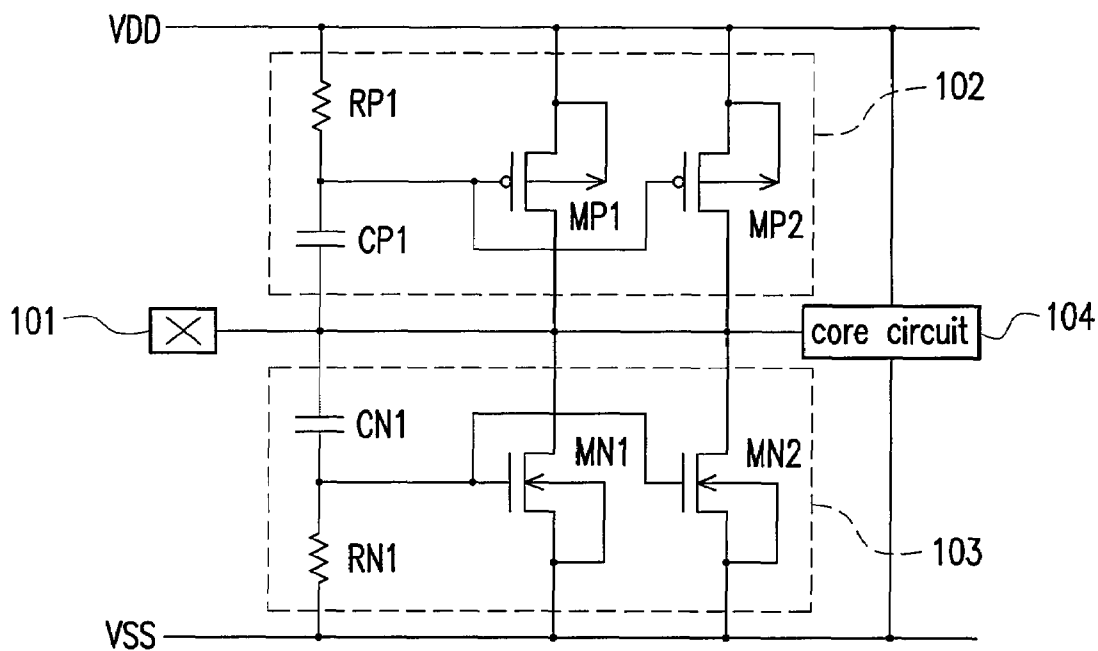 VDD
RP1
102
MP1
MP2
CP1
101
core circuit
104
CN1
MN1
MN2
RN1
103
VSS